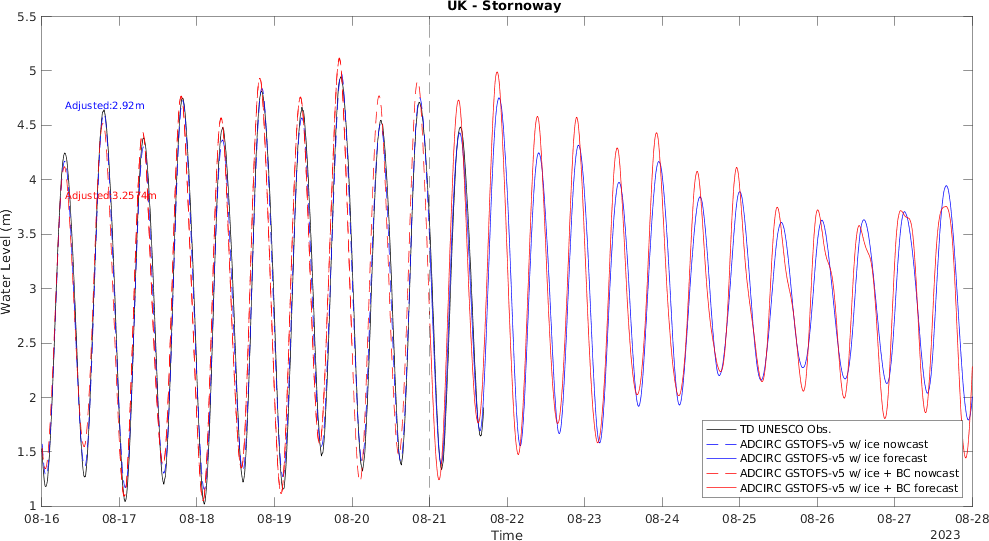 UK - Stornoway
5.5
5
4.5
4
3.5
3
2.5
2
1.5
1
Water Level (m)
Adjusted:2.92m
Adjusted:3.2574m
TD UNESCO Obs.
ADCIRC GSTOFS-v5 w/ ice nowcast
ADCIRC GSTOFS-v5 w/ ice forecast
ADCIRC GSTOFS-v5 w/ ice + BC nowcast
ADCIRC GSTOFS-v5 w/ ice + BC forecast
08-16 08-17 08-18 08-19 08-20 08-21 08-22 08-23 08-24 08-25 08-26 08-27 08-28
Time
2023